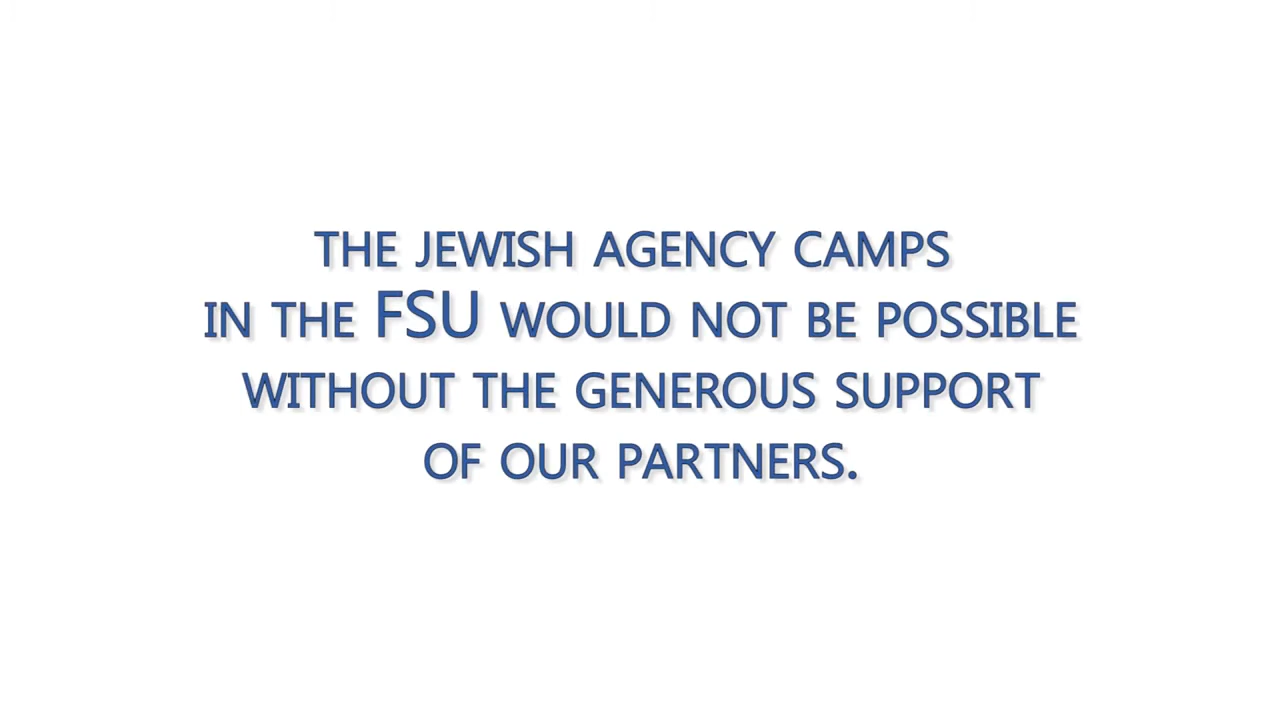 THE JEWISH AGENCY CAMPS
IN THE FSU WOULD NOT BE POSSIBLE
WITHOUT THE GENEROUS SUPPORT
OF OUR PARTNERS.